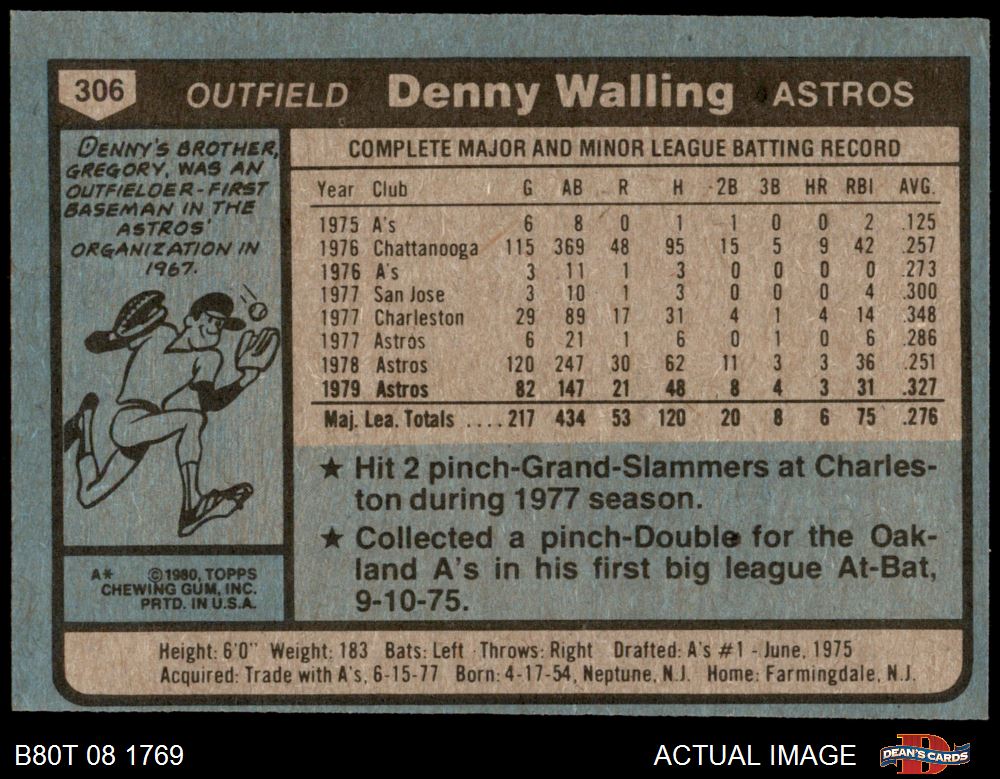 306 OUTFIELD Denny Walling ASTROS
DENNY'S BROTHER,
GREGORY, WAS AN
OUTFIELDER-FIRST
BASEMAN IN THE
ASTROS'
ORGANIZATION IN
1967.
COMPLETE MAJOR AND MINOR LEAGUE BATTING RECORD
Year Club G AB R H 2B 3B HR RBI AVG.
1975 A's 6 8 0 1 1 0 0 2 .125
1976 Chattanooga 115 369 48 95 15 5 9 42 .257
1976 A's 3 11 1 3 0 0 0 0 .273
1977 San Jose 3 10 1 3 0 0 0 4 .300
1977 Charleston 29 89 17 31 4 1 4 14 .348
1977 Astros 6 21 1 6 0 1 0 6 .286
1978 Astros 120 247 30 62 11 3 3 36 .251
1979 Astros 82 147 21 48 8 4 3 31 .327
Maj. Lea. Totals .... 217 434 53 120 20 8 6 75 .276
★ Hit 2 pinch-Grand-Slammers at Charles-
ton during 1977 season.
★ Collected a pinch-Double for the Oak-
land A's in his first big league At-Bat,
9-10-75.
A* ©1980, TOPPS
CHEWING GUM, INC.
PRTD. IN U.S.A.
Height: 6'0" Weight: 183 Bats: Left Throws: Right Drafted: A's #1 - June, 1975
Acquired: Trade with A's, 6-15-77 Born: 4-17-54, Neptune, N.J. Home: Farmingdale, N.J.
B80T 08 1769 ACTUAL IMAGE DEAN'S CARDS